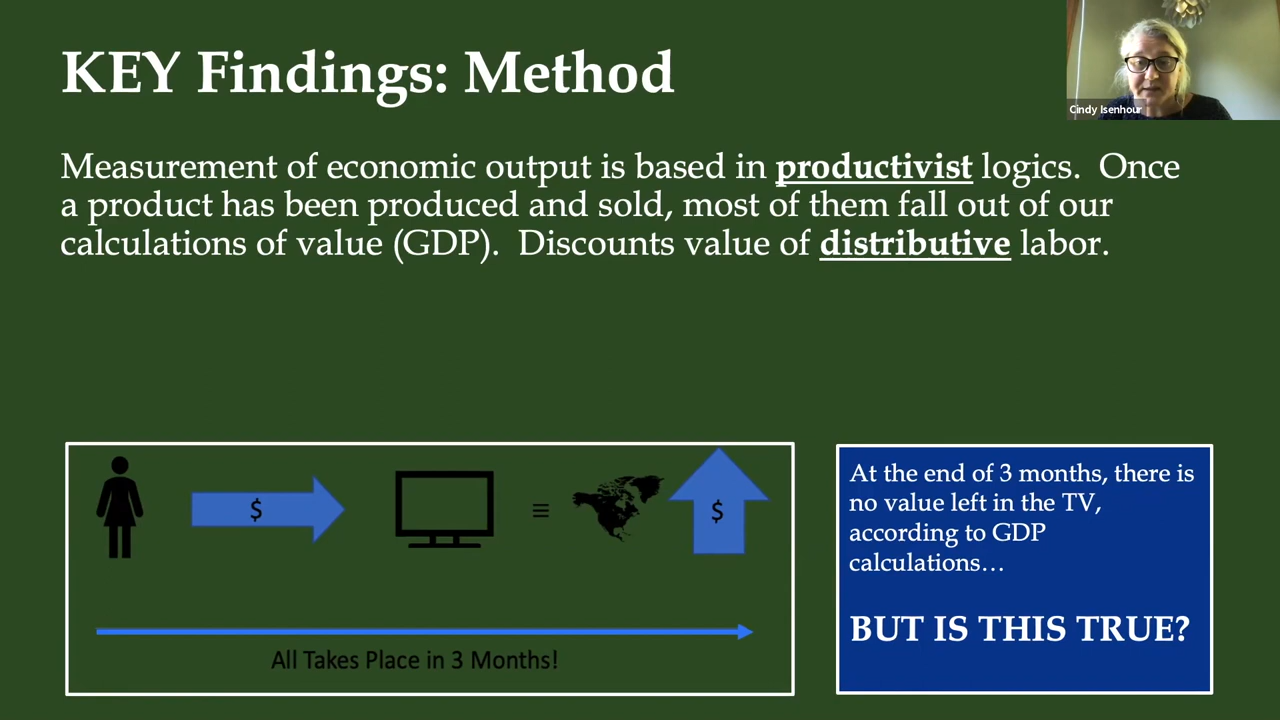 KEY Findings: Method
Cindy Isenhour
Measurement of economic output is based in productivist logics.  Once
a product has been produced and sold, most of them fall out of our
calculations of value (GDP).  Discounts value of distributive labor.
$
≡
$
All Takes Place in 3 Months!
At the end of 3 months, there is
no value left in the TV,
according to GDP
calculations…
BUT IS THIS TRUE?